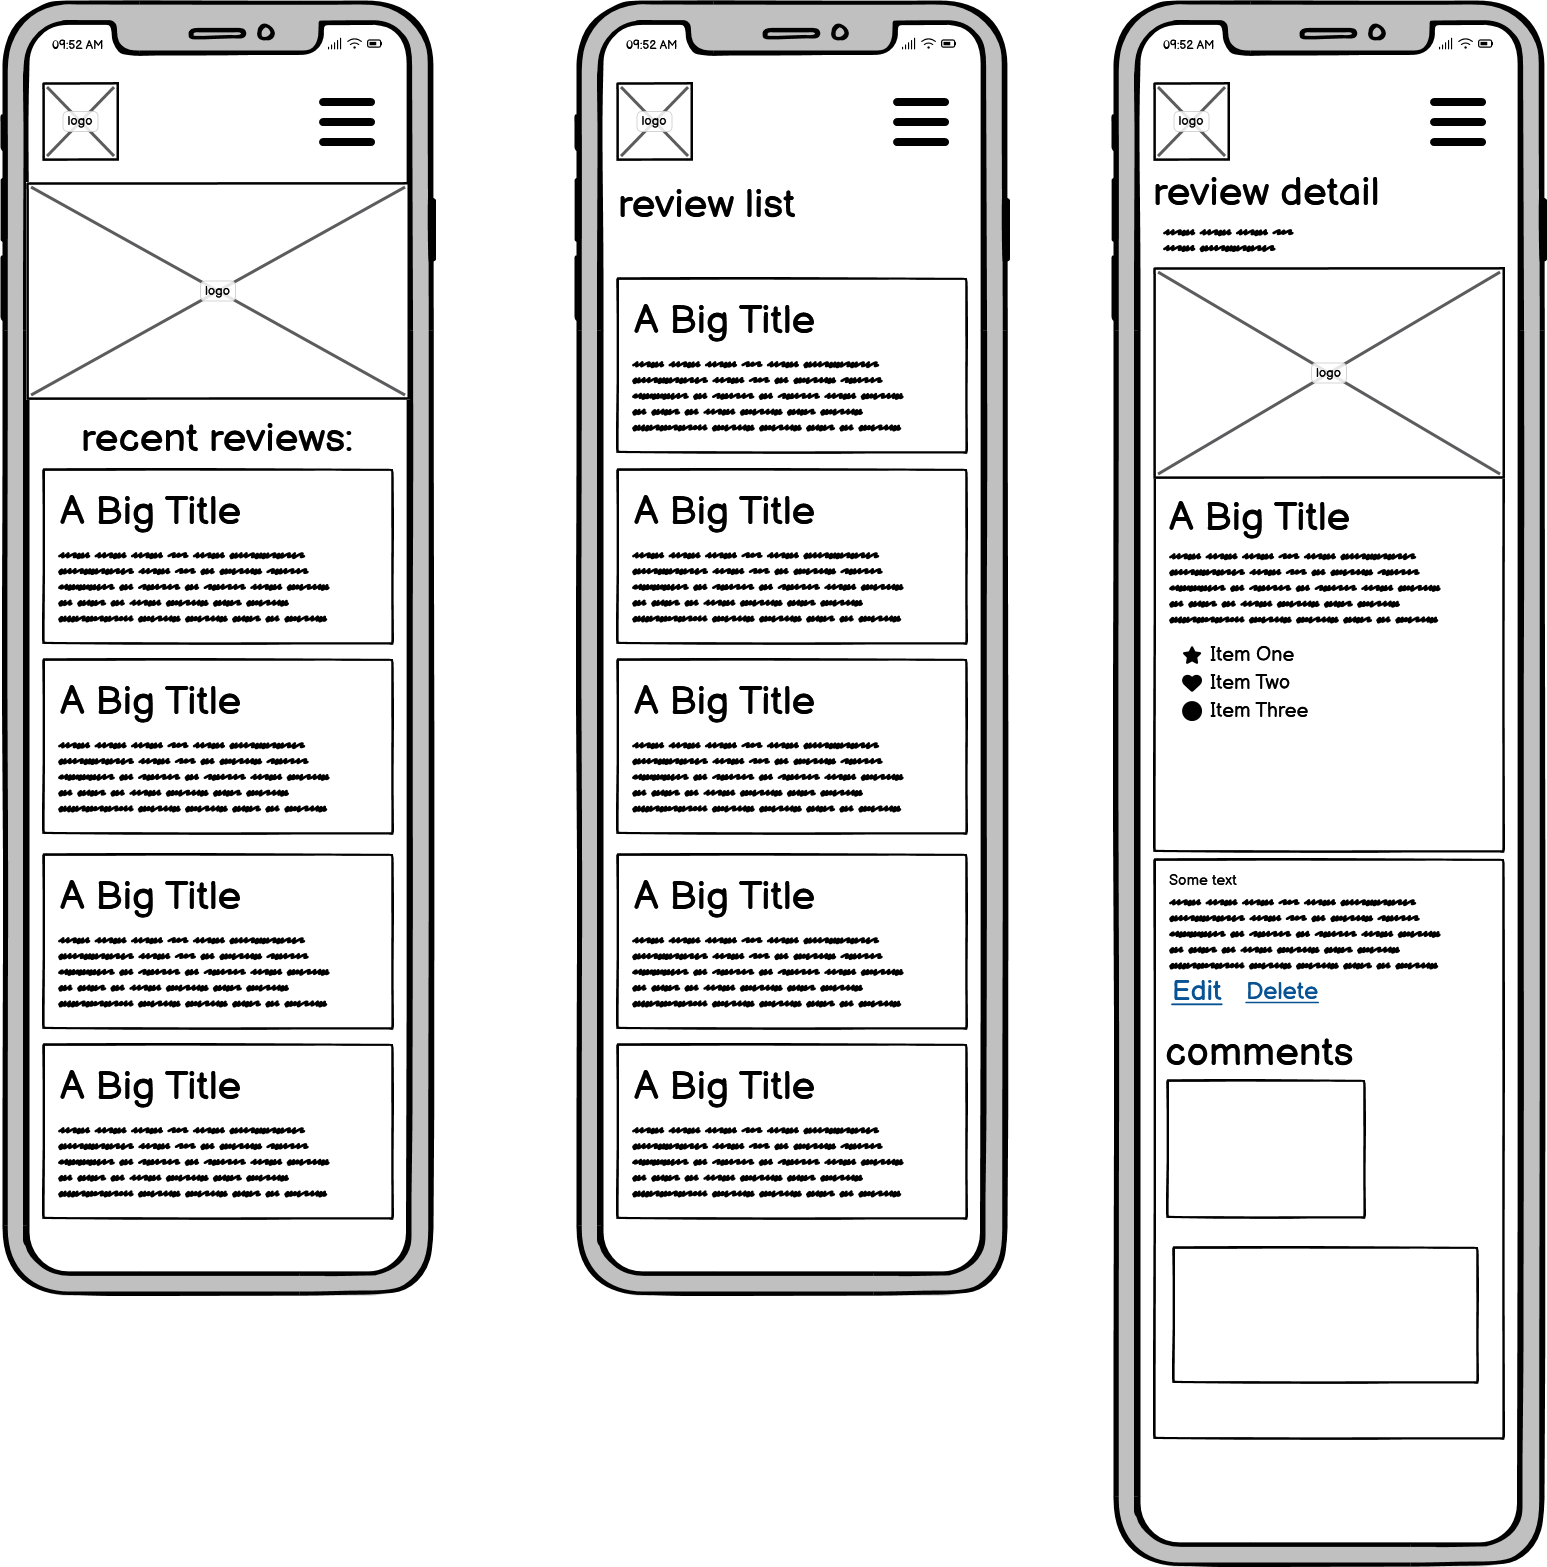 09:52 AM
logo
logo
recent reviews:
A Big Title
A Big Title
A Big Title
A Big Title
09:52 AM
logo
review list
A Big Title
A Big Title
A Big Title
A Big Title
A Big Title
09:52 AM
logo
review detail
logo
A Big Title
Item One
Item Two
Item Three
Some text
Edit Delete
comments